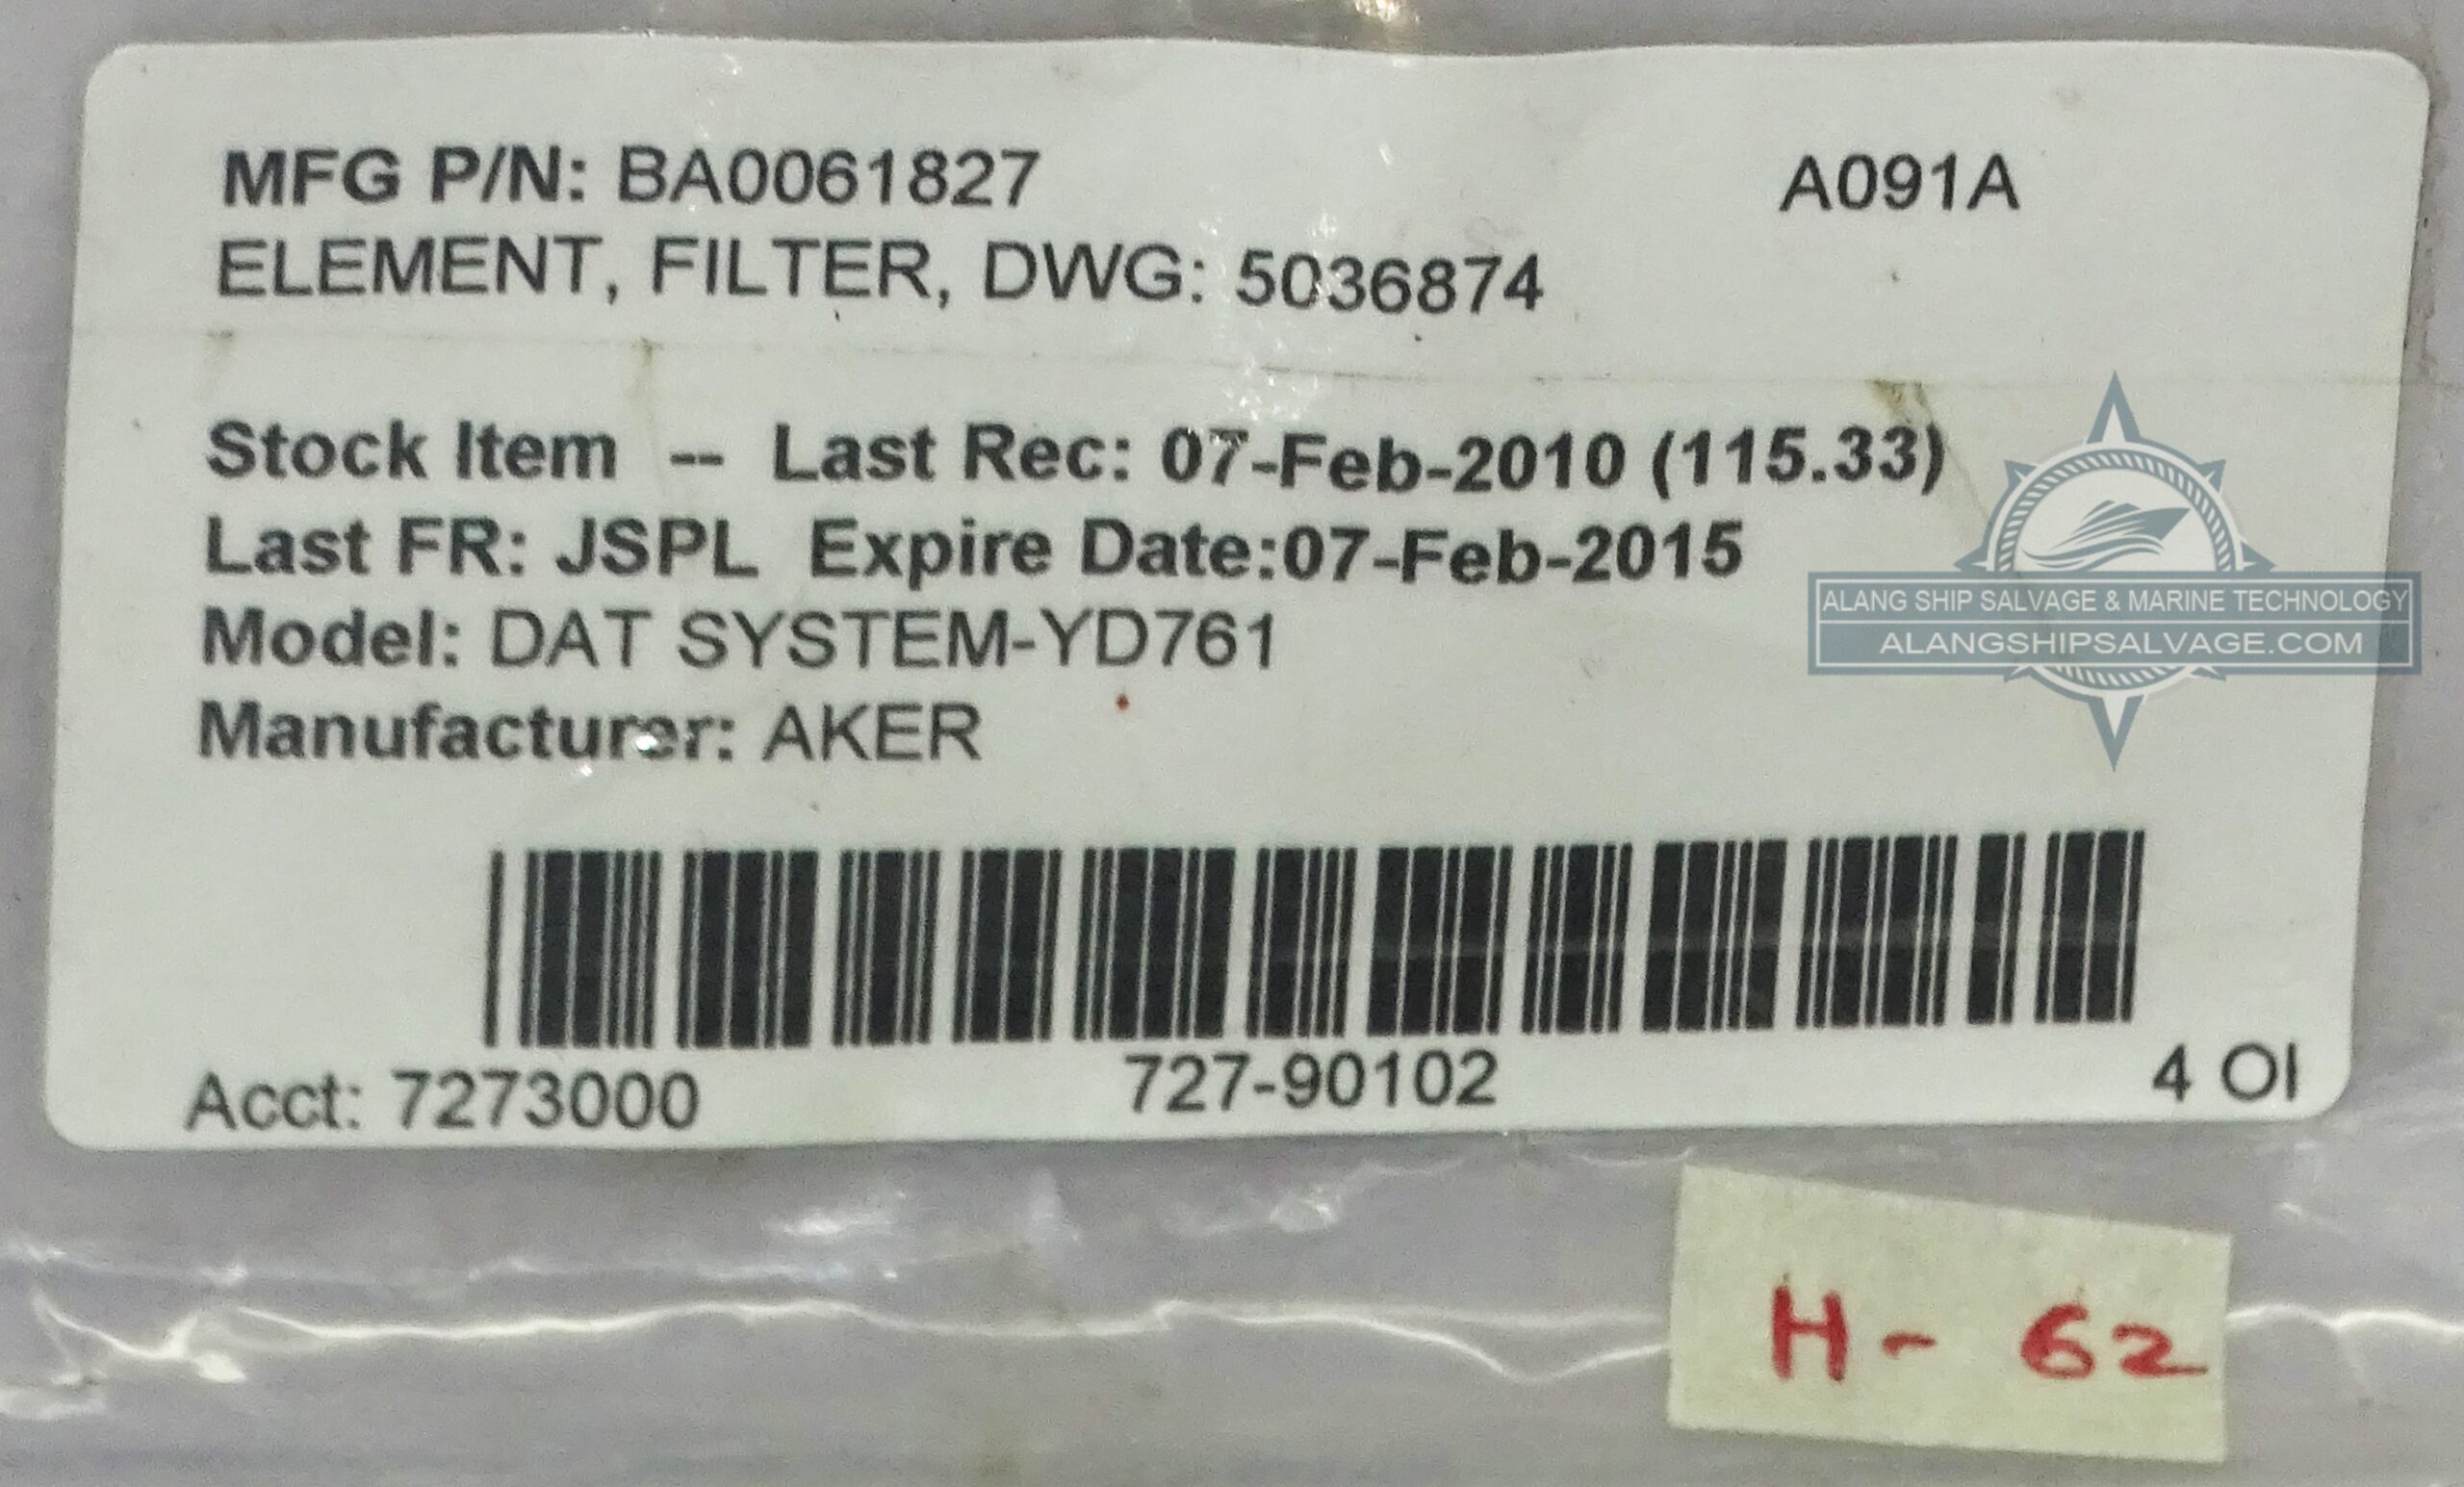 MFG P/N: BA0061827 A091A
ELEMENT, FILTER, DWG: 5036874
Stock Item -- Last Rec: 07-Feb-2010 (115.33)
Last FR: JSPL Expire Date:07-Feb-2015
Model: DAT SYSTEM-YD761
Manufacturer: AKER
ALANG SHIP SALVAGE & MARINE TECHNOLOGY
ALANGSHIPSALVAGE.COM
Acct: 7273000 727-90102 4 OI
H- 62